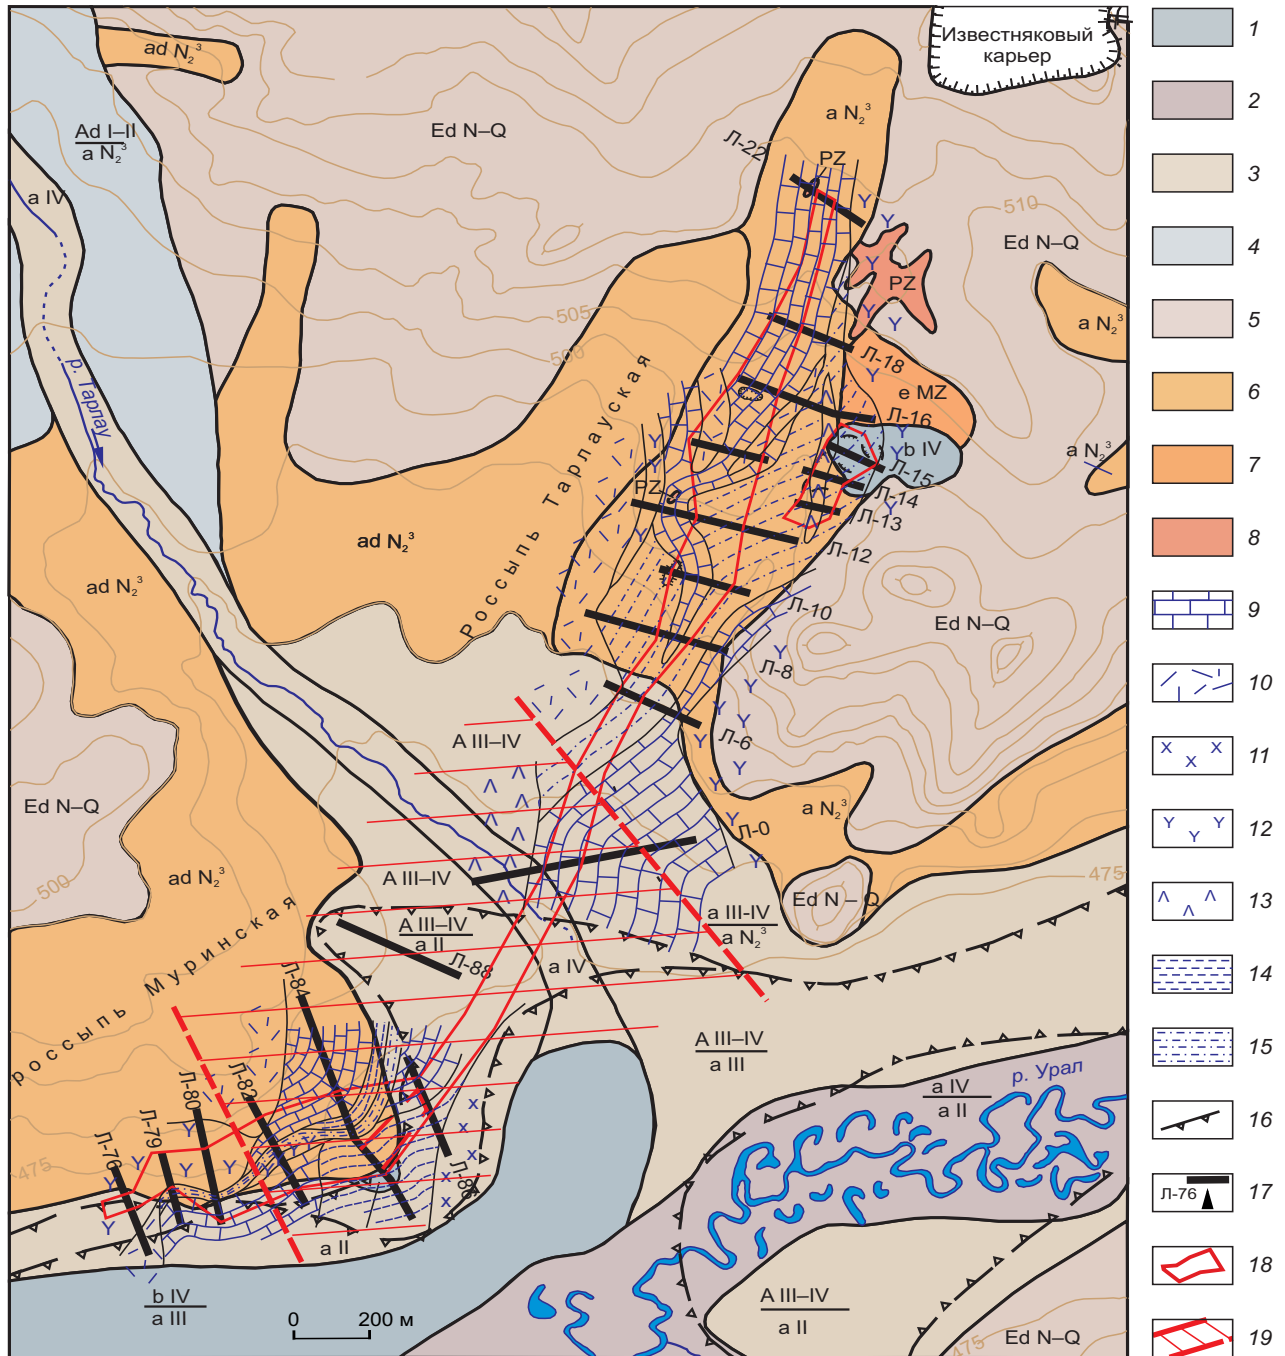 Известняковый
карьер
ad N₂³
a N₂³
Ed N–Q
Ad I–II
a N₂³
Л-22
PZ
a IV
510
Ed N–Q
PZ
505
a N₂³
500
р. Тарлау
Л-18
e MZ
Л-16
b IV
a N₂³
Л-15
PZ
Л-14
Л-13
Россыпь Тарлауская
ad N₂³
Л-12
ad N₂³
Л-10
Ed N–Q
Л-8
Л-6
A III–IV
Ed N–Q
a N₂³
Л-0
500
ad N₂³
A III–IV
475
Ed N – Q
A III–IV
a II
a III-IV
a N₂³
Л-88
a IV
россыпь Муринская
Л-84
A III–IV
a III
р. Урал
a IV
a II
Л-82
Л-80
Л-79
Л-76
475
Л-86
a II
b IV
a III
0 200 м
A III–IV
a II
Ed N–Q
475
1
2
3
4
5
6
7
8
9
10
11
12
13
14
15
16
Л-76
17
18
19